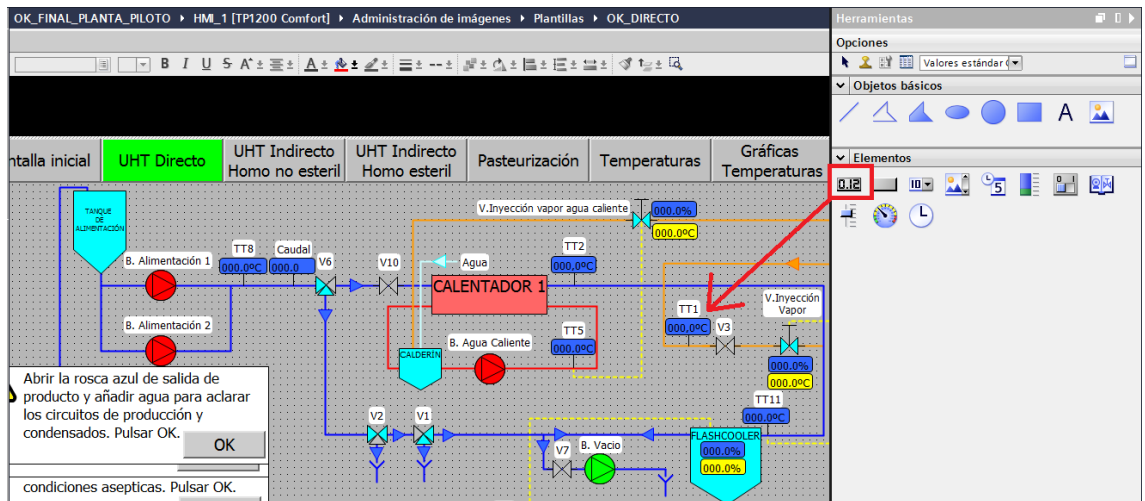 OK_FINAL_PLANTA_PILOTO ▸ HMI_1 [TP1200 Comfort] ▸ Administración de imágenes ▸ Plantillas ▸ OK_DIRECTO
Herramientas
Opciones
B I U S A A
Valores estándar
Objetos básicos
A
Elementos
0.12
10
5
ntalla inicial
UHT Directo
UHT Indirecto
Homo no esteril
UHT Indirecto
Homo esteril
Pasteurización
Temperaturas
Gráficas
Temperaturas
TANQUE
DE
ALIMENTACIÓN
V.Inyección vapor agua caliente
000.0%
000.0ºC
B. Alimentación 1
TT8
000.0ºC
Caudal
000.0
V6
V10
Agua
TT2
000,0ºC
CALENTADOR 1
B. Alimentación 2
CALDERÍN
B. Agua Caliente
TT5
000.0ºC
TT1
000,0ºC
V3
V.Inyección
Vapor
000.0%
000.0ºC
TT11
000.0ºC
Abrir la rosca azul de salida de
producto y añadir agua para aclarar
los circuitos de producción y
condensados. Pulsar OK.
OK
condiciones asepticas. Pulsar OK.
V2
V1
V7
B. Vacio
FLASHCOOLER
000.0%
000.0%